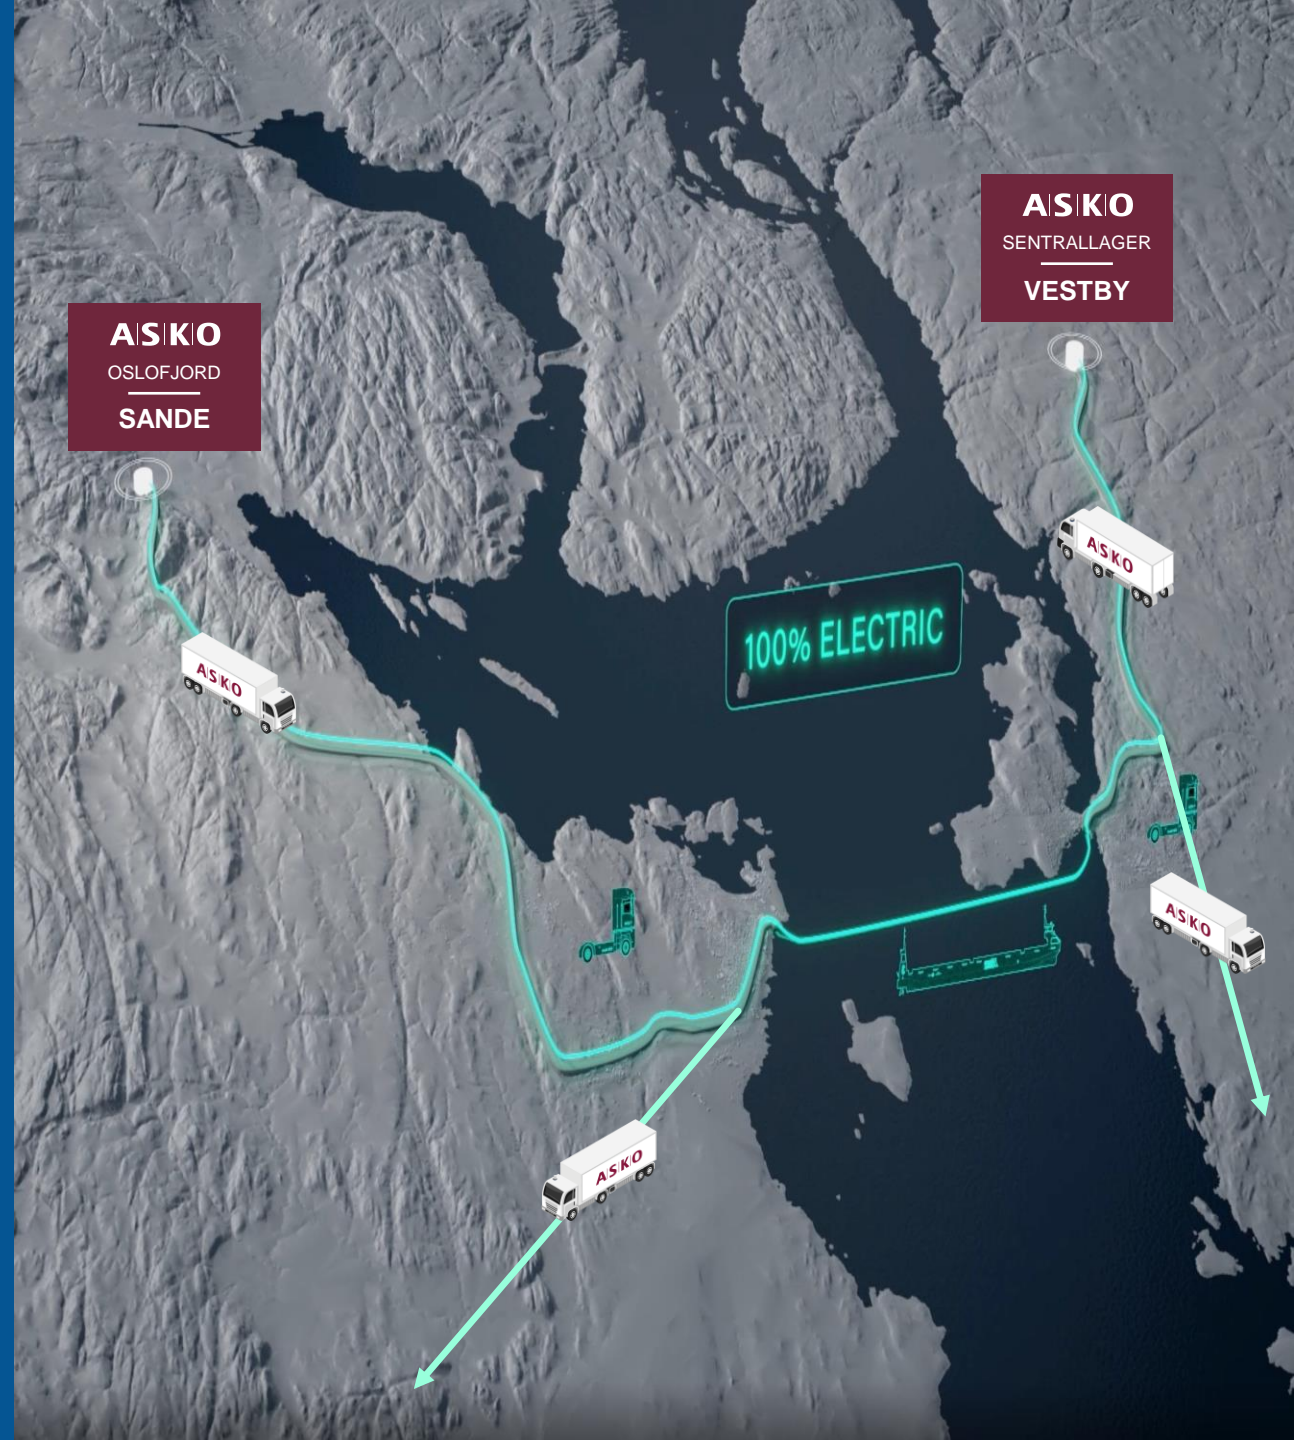 ASKO
SENTRALLAGER
VESTBY
ASKO
OSLOFJORD
SANDE
ASKO
100% ELECTRIC
ASKO
ASKO
ASKO